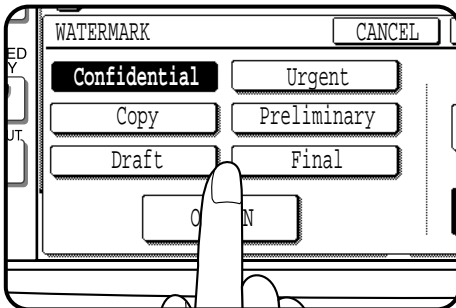 WATERMARK CANCEL
ED
Y
Confidential Urgent
Copy Preliminary
UT
Draft Final